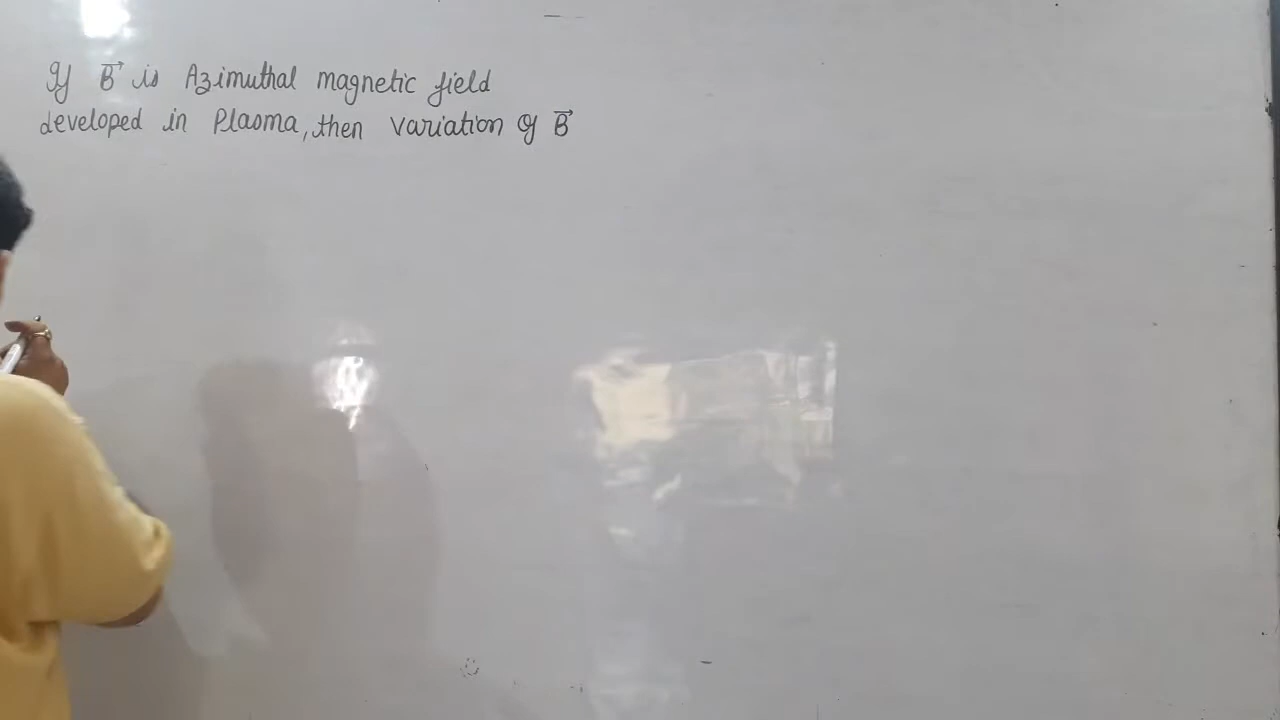 If B⃗ is Azimuthal magnetic field
developed in Plasma, then variation of B⃗